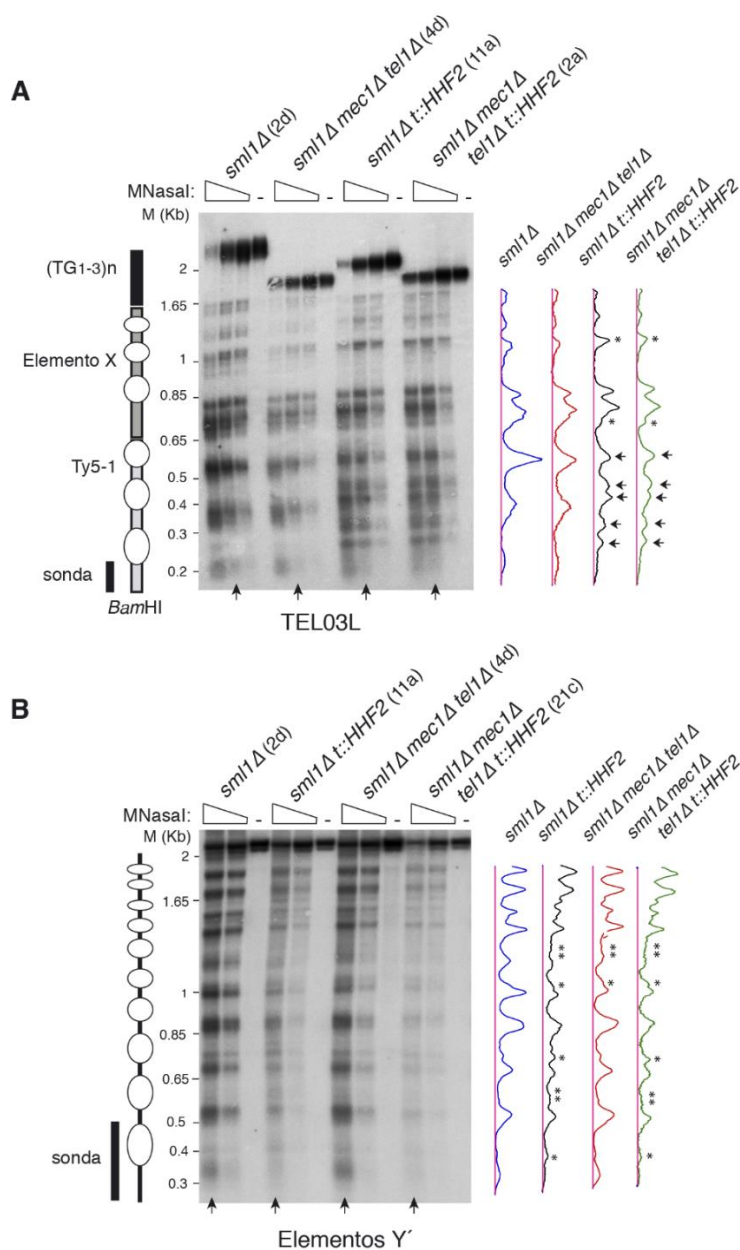 A
sml1Δ (2d)
sml1Δ mec1Δ tel1Δ (4d)
sml1Δ t::HHF2 (11a)
sml1Δ mec1Δ
tel1Δ t::HHF2 (2a)
MNasaI:
-
-
-
-
M (Kb)
sml1Δ
sml1Δ mec1Δ tel1Δ
sml1Δ t::HHF2
sml1Δ mec1Δ
tel1Δ t::HHF2
(TG1-3)n
Elemento X
Ty5-1
sonda
BamHI
2
1.65
1
0.85
0.65
0.5
0.4
0.3
0.2
*
*
*
*
TEL03L
B
sml1Δ (2d)
sml1Δ t::HHF2 (11a)
sml1Δ mec1Δ tel1Δ (4d)
sml1Δ mec1Δ
tel1Δ t::HHF2 (21c)
MNasaI:
-
-
-
-
M (Kb)
sml1Δ
sml1Δ t::HHF2
sml1Δ mec1Δ tel1Δ
sml1Δ mec1Δ
tel1Δ t::HHF2
2
1.65
1
0.85
0.65
0.5
0.4
0.3
sonda
** ** **
* * *
* *
** **
* *
Elementos Y´